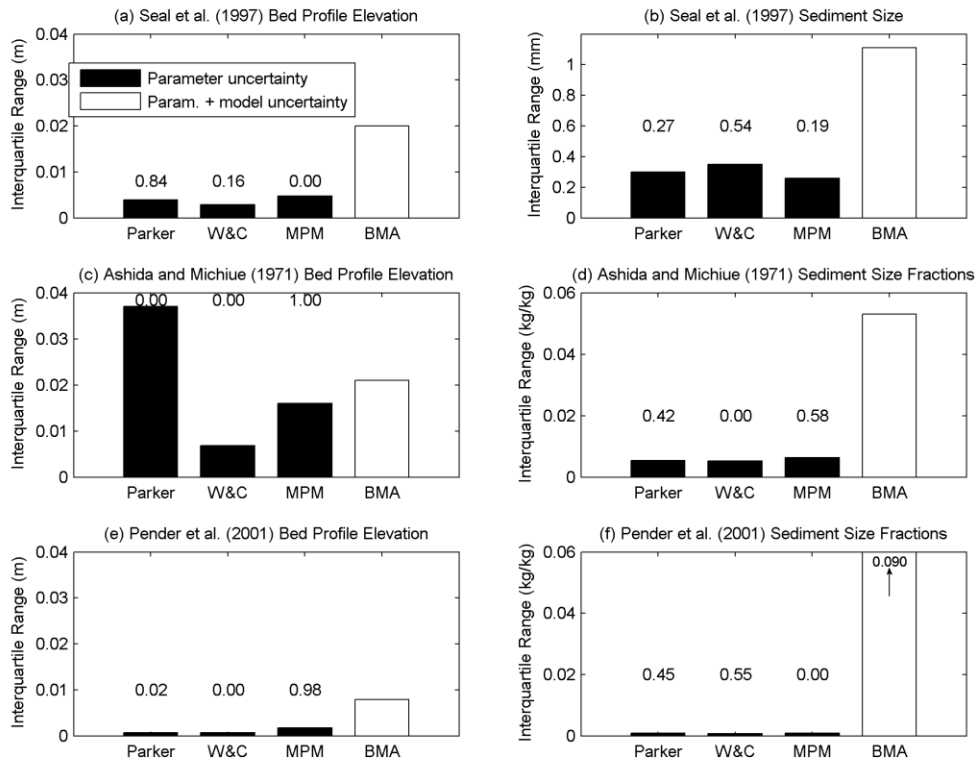 (a) Seal et al. (1997) Bed Profile Elevation
Interquartile Range (m)
0.04
0.03
0.02
0.01
0
Parameter uncertainty
Param. + model uncertainty
0.84 0.16 0.00
Parker W&C MPM BMA
(b) Seal et al. (1997) Sediment Size
Interquartile Range (mm)
1
0.8
0.6
0.4
0.2
0
0.27 0.54 0.19
Parker W&C MPM BMA
(c) Ashida and Michiue (1971) Bed Profile Elevation
Interquartile Range (m)
0.04
0.03
0.02
0.01
0
0.00 0.00 1.00
Parker W&C MPM BMA
(d) Ashida and Michiue (1971) Sediment Size Fractions
Interquartile Range (kg/kg)
0.06
0.04
0.02
0
0.42 0.00 0.58
Parker W&C MPM BMA
(e) Pender et al. (2001) Bed Profile Elevation
Interquartile Range (m)
0.04
0.03
0.02
0.01
0
0.02 0.00 0.98
Parker W&C MPM BMA
(f) Pender et al. (2001) Sediment Size Fractions
Interquartile Range (kg/kg)
0.06
0.04
0.02
0
0.090
0.45 0.55 0.00
Parker W&C MPM BMA